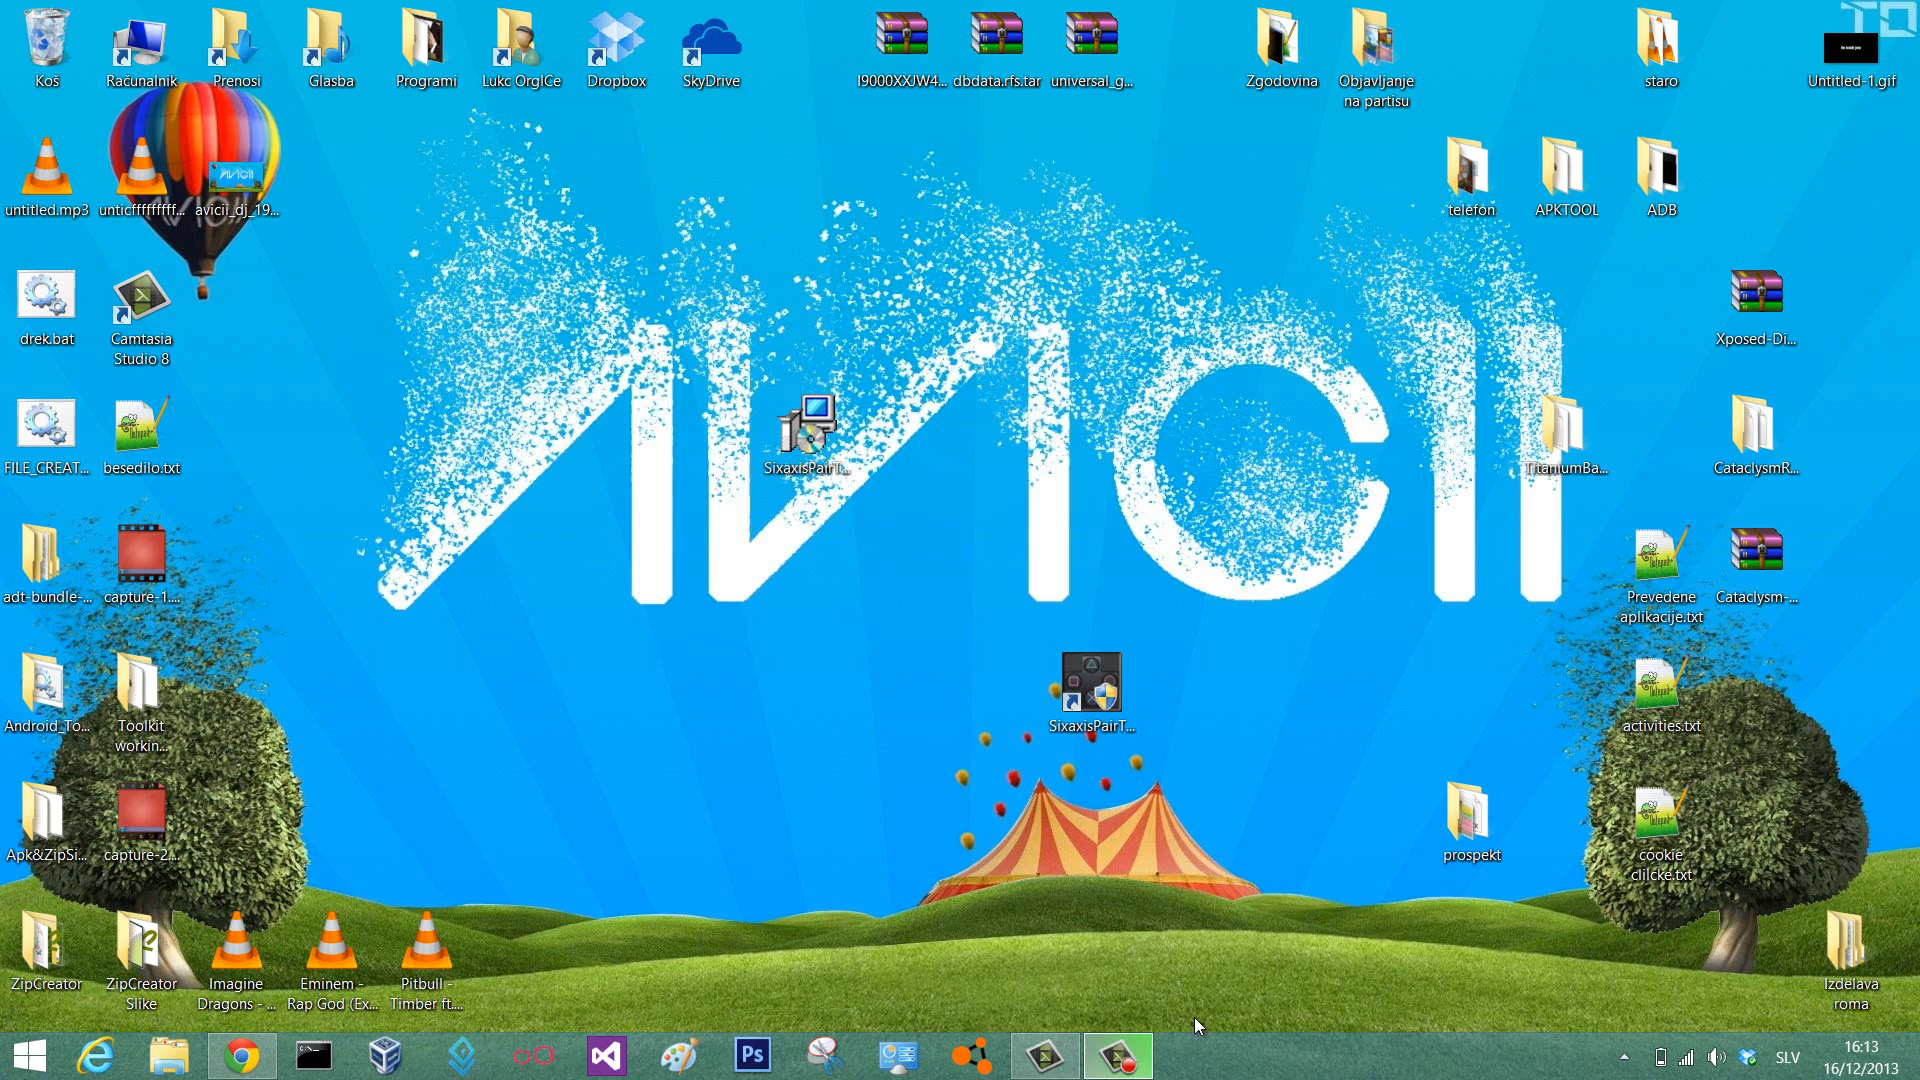 Koš
Računalnik
Prenosi
Glasba
Programi
Lukc OrglCe
Dropbox
SkyDrive
I9000XXJW4...
dbdata.rfs.tar
universal_g...
Zgodovina
Objavljanje
na partisu
staro
Untitled-1.gif
untitled.mp3
unticfffffffff...
avicii_dj_19...
telefon
APKTOOL
ADB
AVICII
drek.bat
Camtasia
Studio 8
Xposed-Di...
AVICII
FILE_CREAT...
besedilo.txt
SixaxisPairT...
TitaniumBa...
CataclysmR...
adt-bundle-...
capture-1....
Prevedene
aplikacije.txt
Cataclysm-...
Android_To...
Toolkit
workin...
SixaxisPairT...
activities.txt
Apk&ZipSi...
capture-2....
prospekt
cookie
clilcke.txt
ZipCreator
ZipCreator
Slike
Imagine
Dragons - ...
Eminem -
Rap God (Ex...
Pitbull -
Timber ft....
Izdelava
roma
Ps
SLV
16:13
16/12/2013